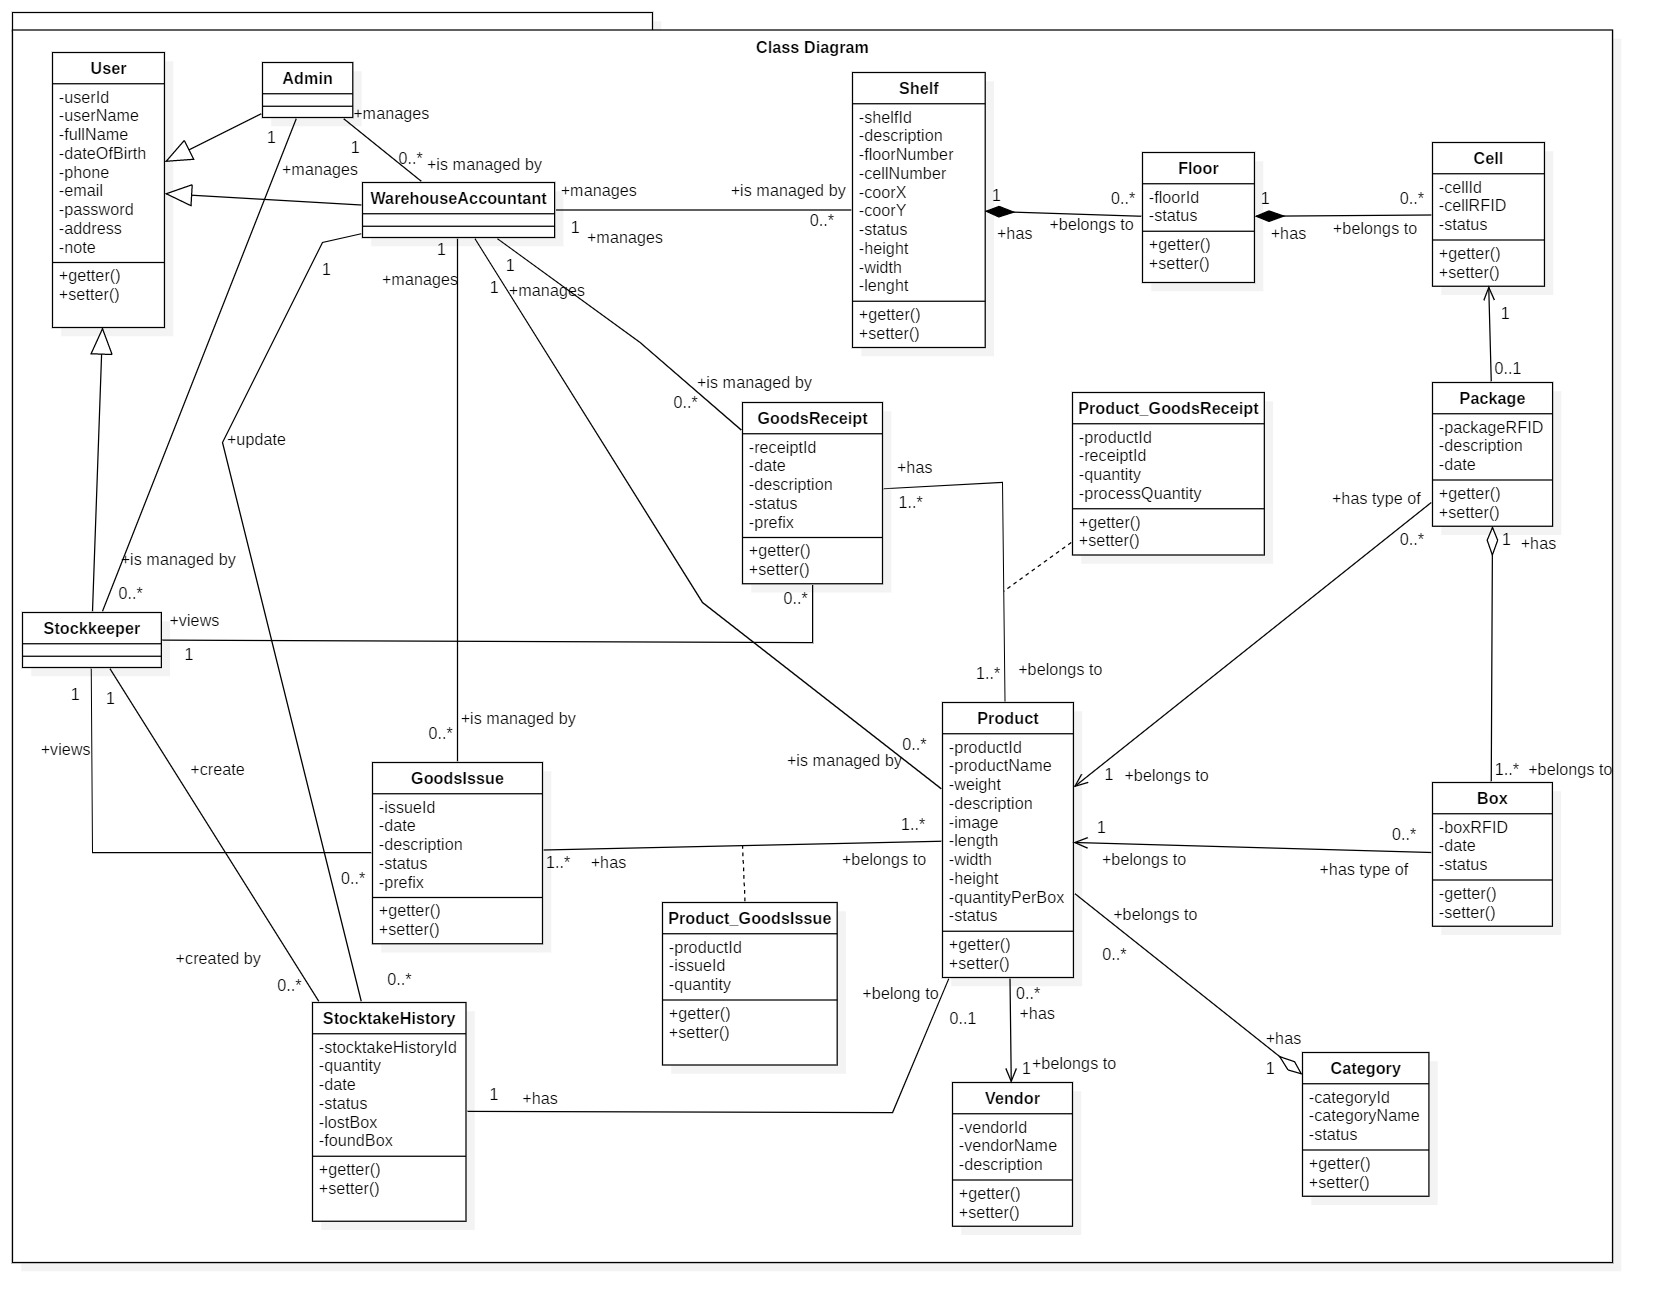 Class Diagram
User
-userId
-userName
-fullName
-dateOfBirth
-phone
-email
-password
-address
-note
+getter()
+setter()
Admin
+manages
1
1
0..*
+is managed by
+manages
WarehouseAccountant
+manages
+is managed by
1
+manages
0..*
Shelf
-shelfId
-description
-floorNumber
-cellNumber
-coorX
-coorY
-status
-height
-width
-lenght
+getter()
+setter()
1
+has
0..*
+belongs to
Floor
-floorId
-status
+getter()
+setter()
1
+has
0..*
+belongs to
Cell
-cellId
-cellRFID
-status
+getter()
+setter()
1
0..1
1
1
+manages
1
1
+manages
+update
+is managed by
0..*
GoodsReceipt
-receiptId
-date
-description
-status
-prefix
+getter()
+setter()
+has
1..*
0..*
Product_GoodsReceipt
-productId
-receiptId
-quantity
-processQuantity
+getter()
+setter()
Package
-packageRFID
-description
-date
+getter()
+setter()
+has type of
0..*
1
+has
+is managed by
0..*
Stockkeeper
+views
1
1
1
+views
+create
+created by
0..*
0..*
+is managed by
0..*
GoodsIssue
-issueId
-date
-description
-status
-prefix
+getter()
+setter()
0..*
1..*
+has
1..*
+belongs to
1..*
+belongs to
0..*
+is managed by
Product
-productId
-productName
-weight
-description
-image
-length
-width
-height
-quantityPerBox
-status
+getter()
+setter()
1
+belongs to
1
+belongs to
1..*
+belongs to
Box
-boxRFID
-date
-status
-getter()
-setter()
0..*
+has type of
Product_GoodsIssue
-productId
-issueId
-quantity
+getter()
+setter()
+belongs to
0..*
+has
1
Category
-categoryId
-categoryName
-status
+getter()
+setter()
+belong to
0..1
0..*
+has
1
+belongs to
Vendor
-vendorId
-vendorName
-description
+getter()
+setter()
StocktakeHistory
-stocktakeHistoryId
-quantity
-date
-status
-lostBox
-foundBox
+getter()
+setter()
1
+has